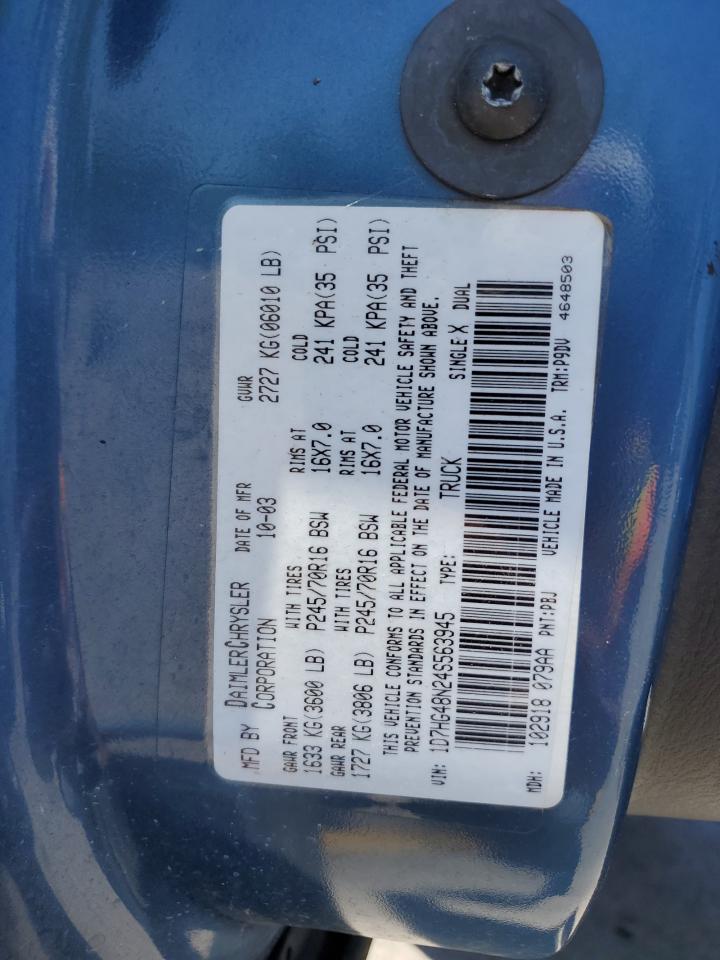 MFD BY DAIMLERCHRYSLER CORPORATION DATE OF MFR 10-03 GVWR 2727 KG(06010 LB)
GAWR FRONT WITH TIRES RIMS AT COLD
1633 KG(3600 LB) P245/70R16 BSW 16X7.0 241 KPA(35 PSI)
GAWR REAR WITH TIRES RIMS AT COLD
1727 KG(3806 LB) P245/70R16 BSW 16X7.0 241 KPA(35 PSI)
THIS VEHICLE CONFORMS TO ALL APPLICABLE FEDERAL MOTOR VEHICLE SAFETY AND THEFT
PREVENTION STANDARDS IN EFFECT ON THE DATE OF MANUFACTURE SHOWN ABOVE.
VIN: 1D7HG48N24S563945 TYPE: TRUCK SINGLE X DUAL
MDH: 102918 079AA PNT:PBJ VEHICLE MADE IN U.S.A. TRM:P9DV 4648503